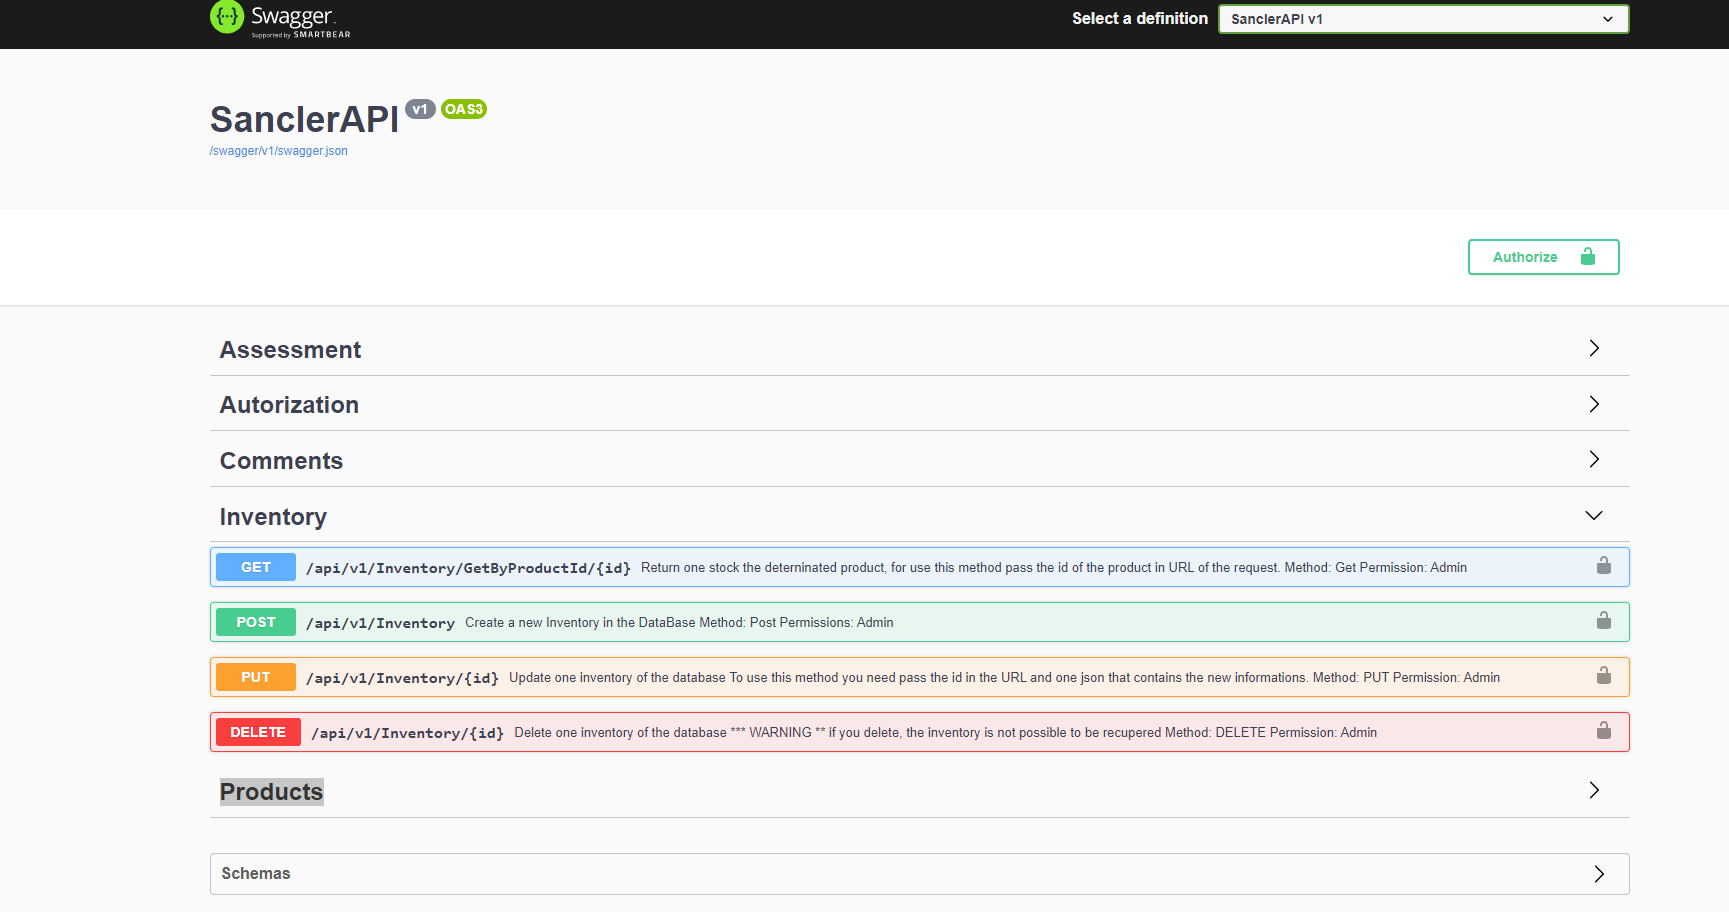 Swagger.
Supported by SMARTBEAR
Select a definition
SanclerAPI v1
SanclerAPI v1 OAS3
/swagger/v1/swagger.json
Authorize
Assessment
Autorization
Comments
Inventory
GET /api/v1/Inventory/GetByProductId/{id} Return one stock the deterninated product, for use this method pass the id of the product in URL of the request. Method: Get Permission: Admin
POST /api/v1/Inventory Create a new Inventory in the DataBase Method: Post Permissions: Admin
PUT /api/v1/Inventory/{id} Update one inventory of the database To use this method you need pass the id in the URL and one json that contains the new informations. Method: PUT Permission: Admin
DELETE /api/v1/Inventory/{id} Delete one inventory of the database *** WARNING ** if you delete, the inventory is not possible to be recupered Method: DELETE Permission: Admin
Products
Schemas